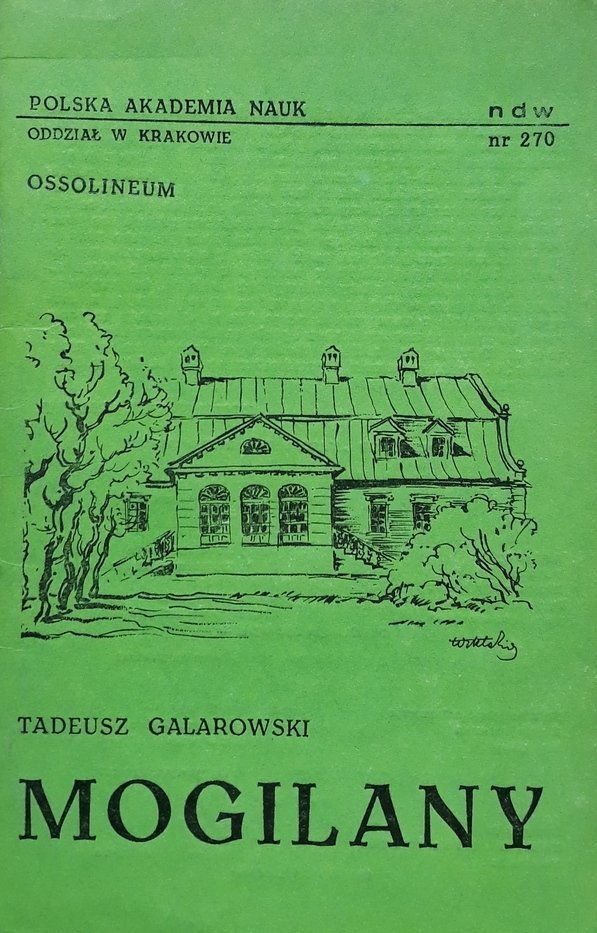 POLSKA AKADEMIA NAUK
ndw
ODDZIAŁ W KRAKOWIE
nr 270
OSSOLINEUM
TADEUSZ GALAROWSKI
MOGILANY